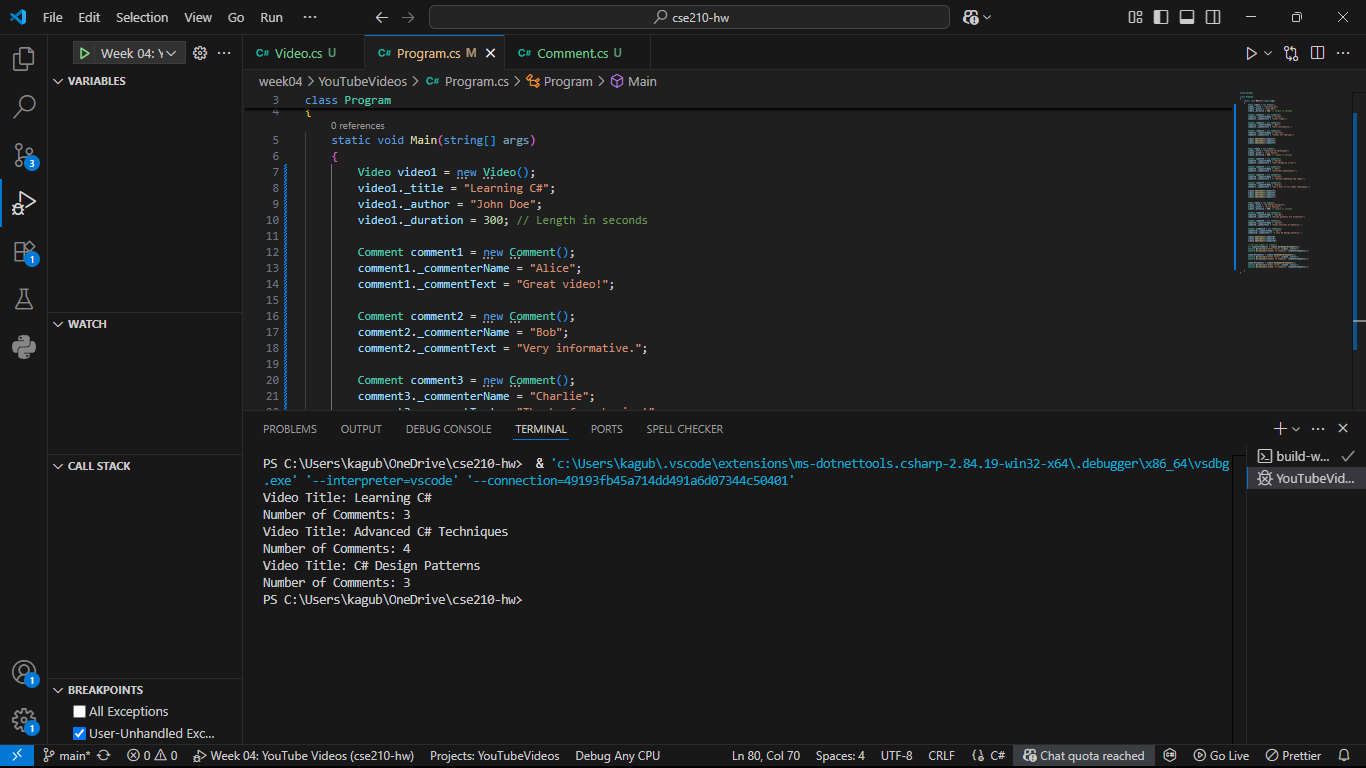 File Edit Selection View Go Run ··· cse210-hw
Week 04: Y
VARIABLES
WATCH
CALL STACK
BREAKPOINTS
All Exceptions
User-Unhandled Exc...
3
1
1
1
C# Video.cs U C# Program.cs M C# Comment.cs U
week04 > YouTubeVideos > C# Program.cs > Program > Main
3 class Program
4 {
0 references
5 static void Main(string[] args)
6 {
7 Video video1 = new Video();
8 video1._title = "Learning C#";
9 video1._author = "John Doe";
10 video1._duration = 300; // Length in seconds
11
12 Comment comment1 = new Comment();
13 comment1._commenterName = "Alice";
14 comment1._commentText = "Great video!";
15
16 Comment comment2 = new Comment();
17 comment2._commenterName = "Bob";
18 comment2._commentText = "Very informative.";
19
20 Comment comment3 = new Comment();
21 comment3._commenterName = "Charlie";
PROBLEMS OUTPUT DEBUG CONSOLE TERMINAL PORTS SPELL CHECKER
PS C:\Users\kagub\OneDrive\cse210-hw>  & 'c:\Users\kagub\.vscode\extensions\ms-dotnettools.csharp-2.84.19-win32-x64\.debugger\x86_64\vsdbg
.exe' '--interpreter=vscode' '--connection=49193fb45a714dd491a6d07344c50401'
Video Title: Learning C#
Number of Comments: 3
Video Title: Advanced C# Techniques
Number of Comments: 4
Video Title: C# Design Patterns
Number of Comments: 3
PS C:\Users\kagub\OneDrive\cse210-hw>
build-w...
YouTubeVid...
main* 0 0 Week 04: YouTube Videos (cse210-hw) Projects: YouTubeVideos Debug Any CPU Ln 80, Col 70 Spaces: 4 UTF-8 CRLF {} C# Chat quota reached Go Live Prettier